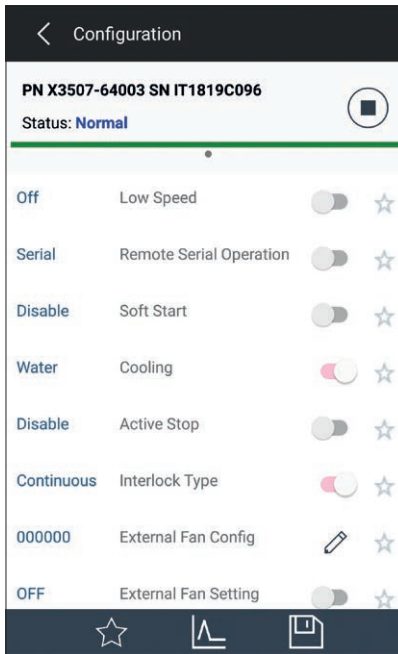 Configuration
PN X3507-64003 SN IT1819C096
Status: Normal
Off Low Speed
Serial Remote Serial Operation
Disable Soft Start
Water Cooling
Disable Active Stop
Continuous Interlock Type
000000 External Fan Config
OFF External Fan Setting